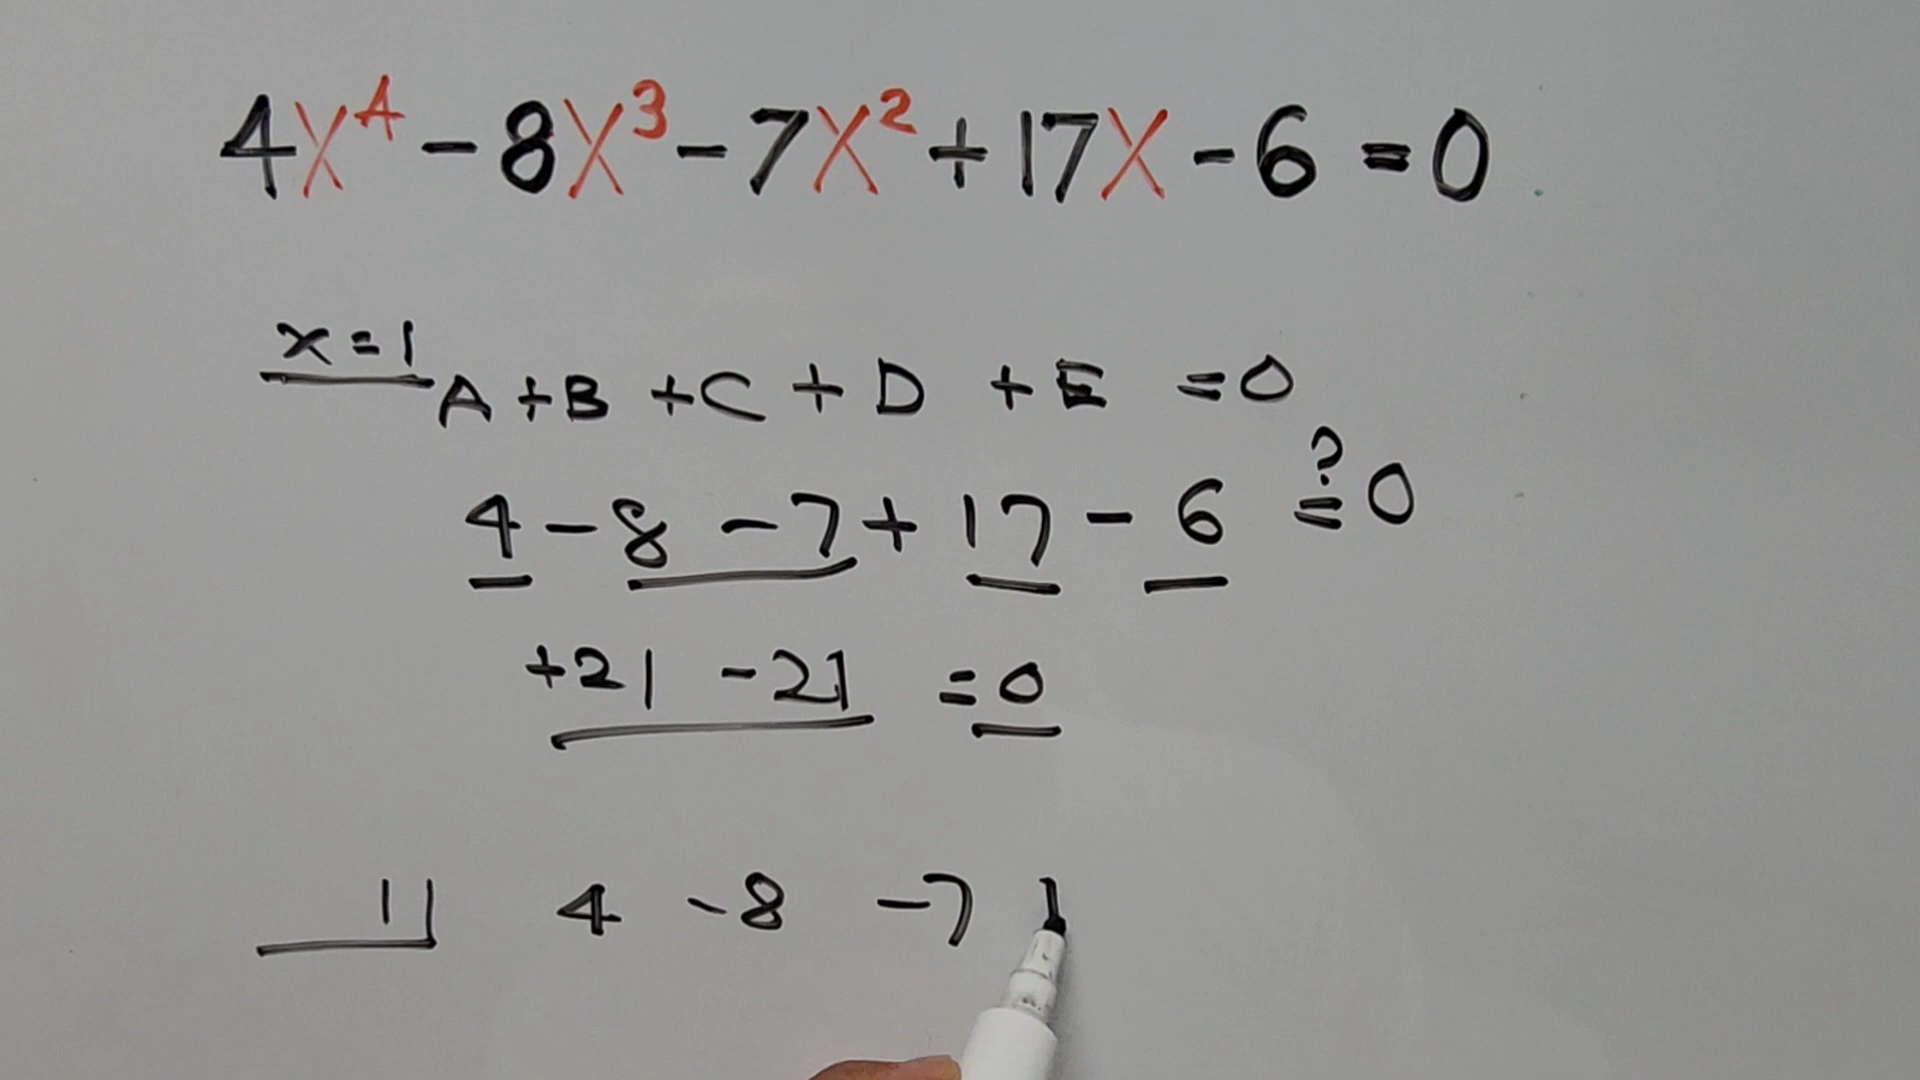 4x⁴ - 8x³ - 7x² + 17x - 6 = 0
x = 1
A + B + C + D + E = 0
4 - 8 - 7 + 17 - 6 ≟ 0
+21 - 21 = 0
1 4 -8 -7 1